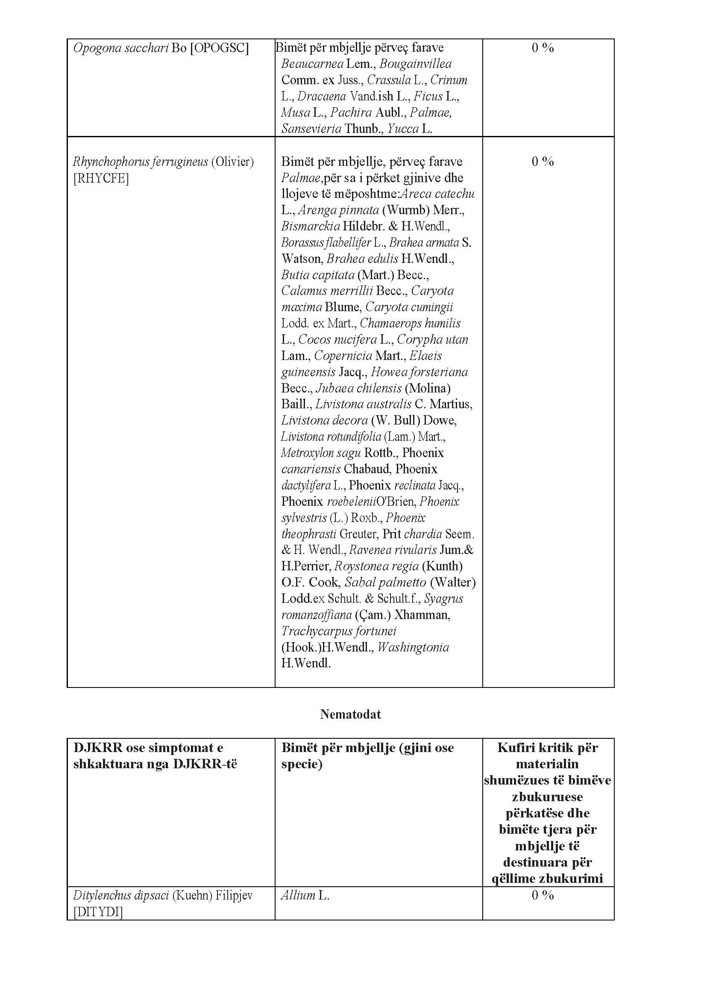 Opogona sacchari Bo [OPOGSC]
Bimët për mbjellje përveç farave
Beaucarnea Lem., Bougainvillea
Comm. ex Juss., Crassula L., Crinum
L., Dracaena Vand.ish L., Ficus L.,
Musa L., Pachira Aubl., Palmae,
Sansevieria Thunb., Yucca L.
0 %
Rhynchophorus ferrugineus (Olivier)
[RHYCFE]
Bimët për mbjellje, përveç farave
Palmae,për sa i përket gjinive dhe
llojeve të mëposhtme:Areca catechu
L., Arenga pinnata (Wurmb) Merr.,
Bismarckia Hildebr. & H.Wendl.,
Borassus flabellifer L., Brahea armata S.
Watson, Brahea edulis H.Wendl.,
Butia capitata (Mart.) Becc.,
Calamus merrillii Becc., Caryota
maxima Blume, Caryota cumingii
Lodd. ex Mart., Chamaerops humilis
L., Cocos nucifera L., Corypha utan
Lam., Copernicia Mart., Elaeis
guineensis Jacq., Howea forsteriana
Becc., Jubaea chilensis (Molina)
Baill., Livistona australis C. Martius,
Livistona decora (W. Bull) Dowe,
Livistona rotundifolia (Lam.) Mart.,
Metroxylon sagu Rottb., Phoenix
canariensis Chabaud, Phoenix
dactylifera L., Phoenix reclinata Jacq.,
Phoenix roebeleniiO'Brien, Phoenix
sylvestris (L.) Roxb., Phoenix
theophrasti Greuter, Prit chardia Seem.
& H. Wendl., Ravenea rivularis Jum.&
H.Perrier, Roystonea regia (Kunth)
O.F. Cook, Sabal palmetto (Walter)
Lodd.ex Schult. & Schult.f., Syagrus
romanzoffiana (Çam.) Xhamman,
Trachycarpus fortunei
(Hook.)H.Wendl., Washingtonia
H.Wendl.
0 %
Nematodat
DJKRR ose simptomat e
shkaktuara nga DJKRR-të
Bimët për mbjellje (gjini ose
specie)
Kufiri kritik për
materialin
shumëzues të bimëve
zbukuruese
përkatëse dhe
bimëte tjera për
mbjellje të
destinuara për
qëllime zbukurimi
Ditylenchus dipsaci (Kuehn) Filipjev
[DITYDI]
Allium L.
0 %